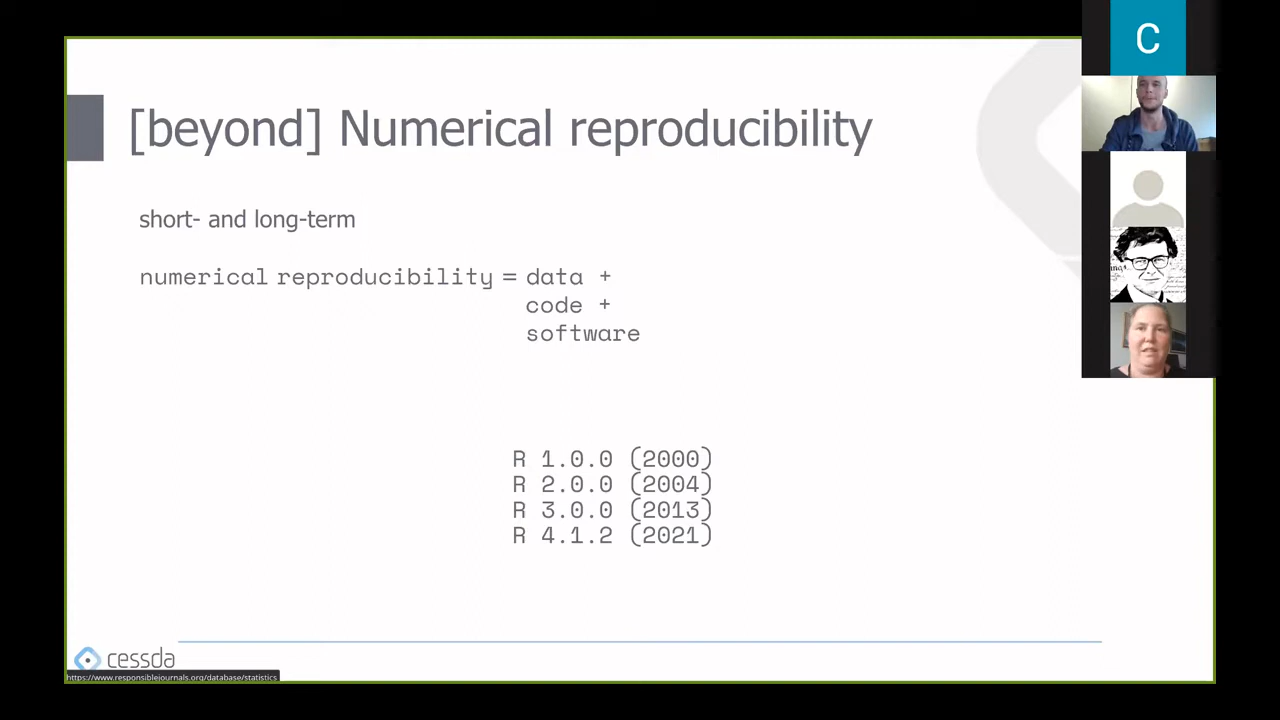 C
[beyond] Numerical reproducibility
short- and long-term
numerical reproducibility = data +
code +
software
R 1.0.0 (2000)
R 2.0.0 (2004)
R 3.0.0 (2013)
R 4.1.2 (2021)
cessda
https://www.responsiblejournals.org/database/statistics